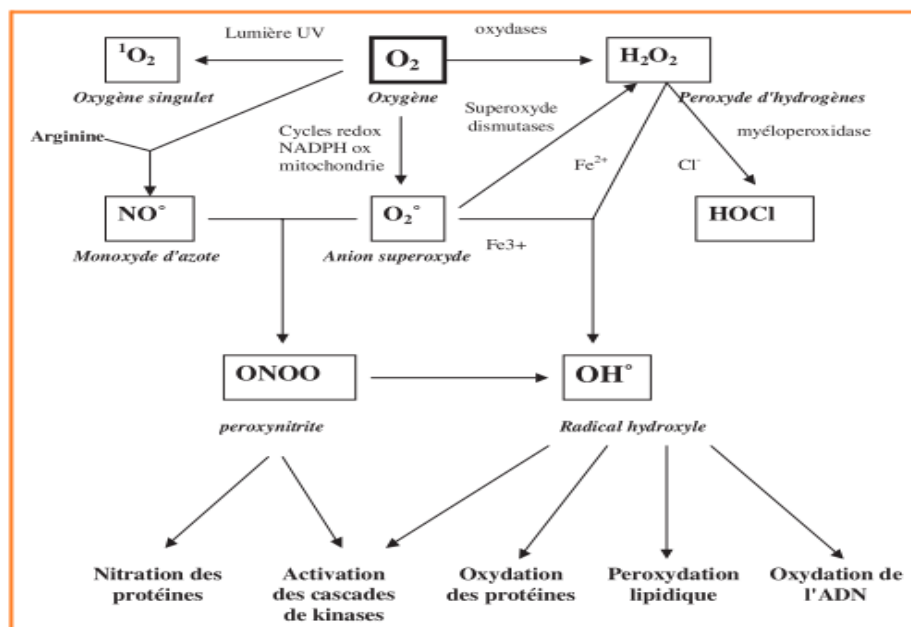 Lumière UV
oxydases
¹O₂
O₂
H₂O₂
Oxygène singulet
Oxygène
Peroxyde d'hydrogènes
Arginine
Cycles redox
NADPH ox
mitochondrie
Superoxyde
dismutases
myéloperoxidase
Fe²⁺
Cl⁻
NO°
O₂°
HOCl
Monoxyde d'azote
Anion superoxyde
Fe3+
ONOO
OH°
peroxynitrite
Radical hydroxyle
Nitration des
protéines
Activation
des cascades
de kinases
Oxydation
des protéines
Peroxydation
lipidique
Oxydation de
l'ADN